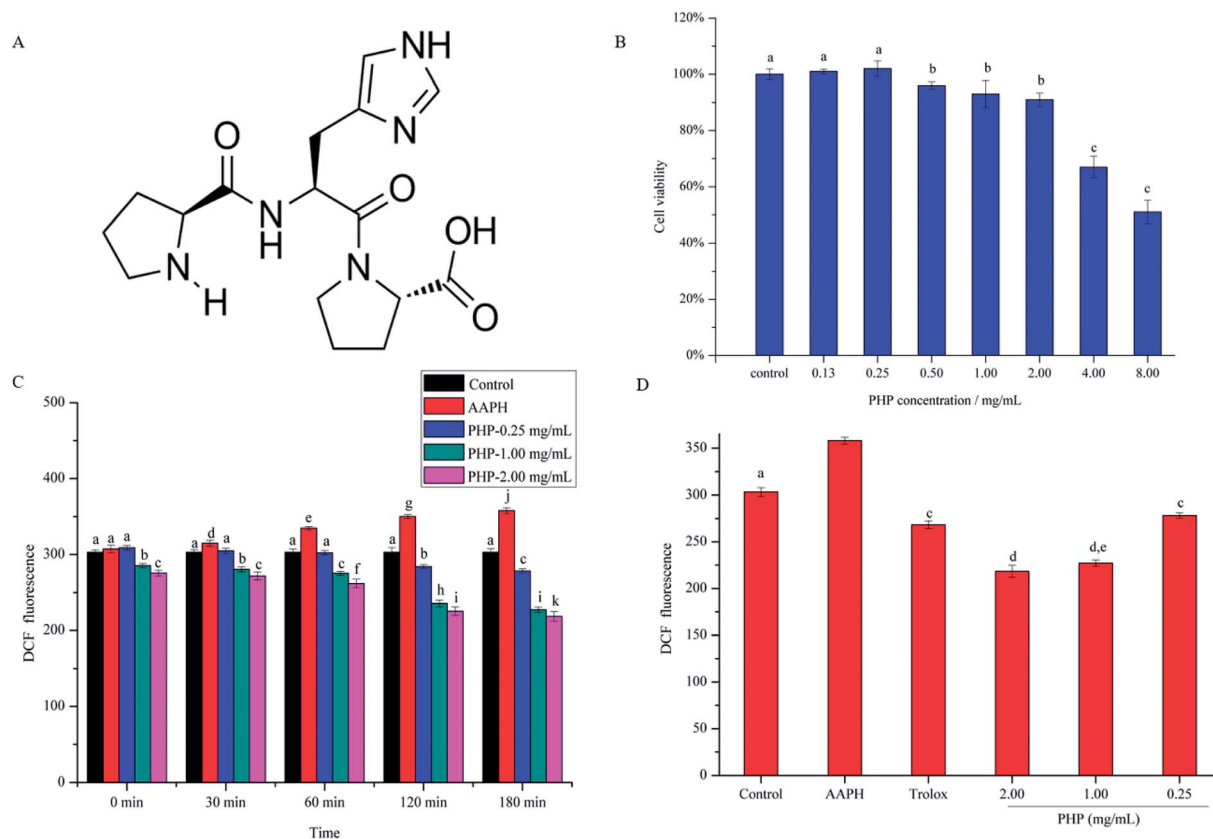 A
O
N
H
NH
N
O
N
OH
O
N
H
B
Cell viability
120%
100%
80%
60%
40%
20%
0%
a
a
a
b
b
b
c
c
control
0.13
0.25
0.50
1.00
2.00
4.00
8.00
PHP concentration / mg/mL
C
DCF fluorescence
500
400
300
200
100
0
Control
AAPH
PHP-0.25 mg/mL
PHP-1.00 mg/mL
PHP-2.00 mg/mL
a a a b c
a d a b c
a e a c f
a g b h i
a j c i k
0 min
30 min
60 min
120 min
180 min
Time
D
DCF fluorescence
350
300
250
200
150
100
50
0
a
c
d
d,e
c
Control
AAPH
Trolox
2.00
1.00
0.25
PHP (mg/mL)